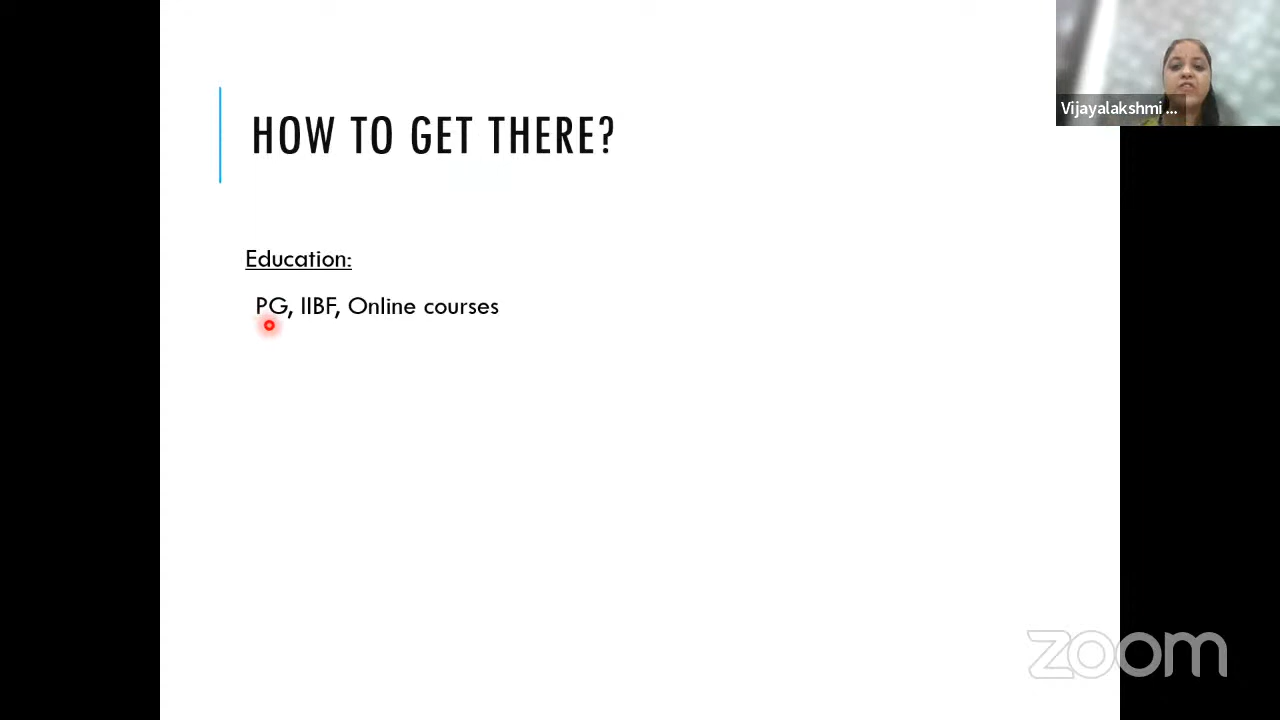 HOW TO GET THERE?
Education:
PG, IIBF, Online courses
Vijayalakshmi ...
zoom